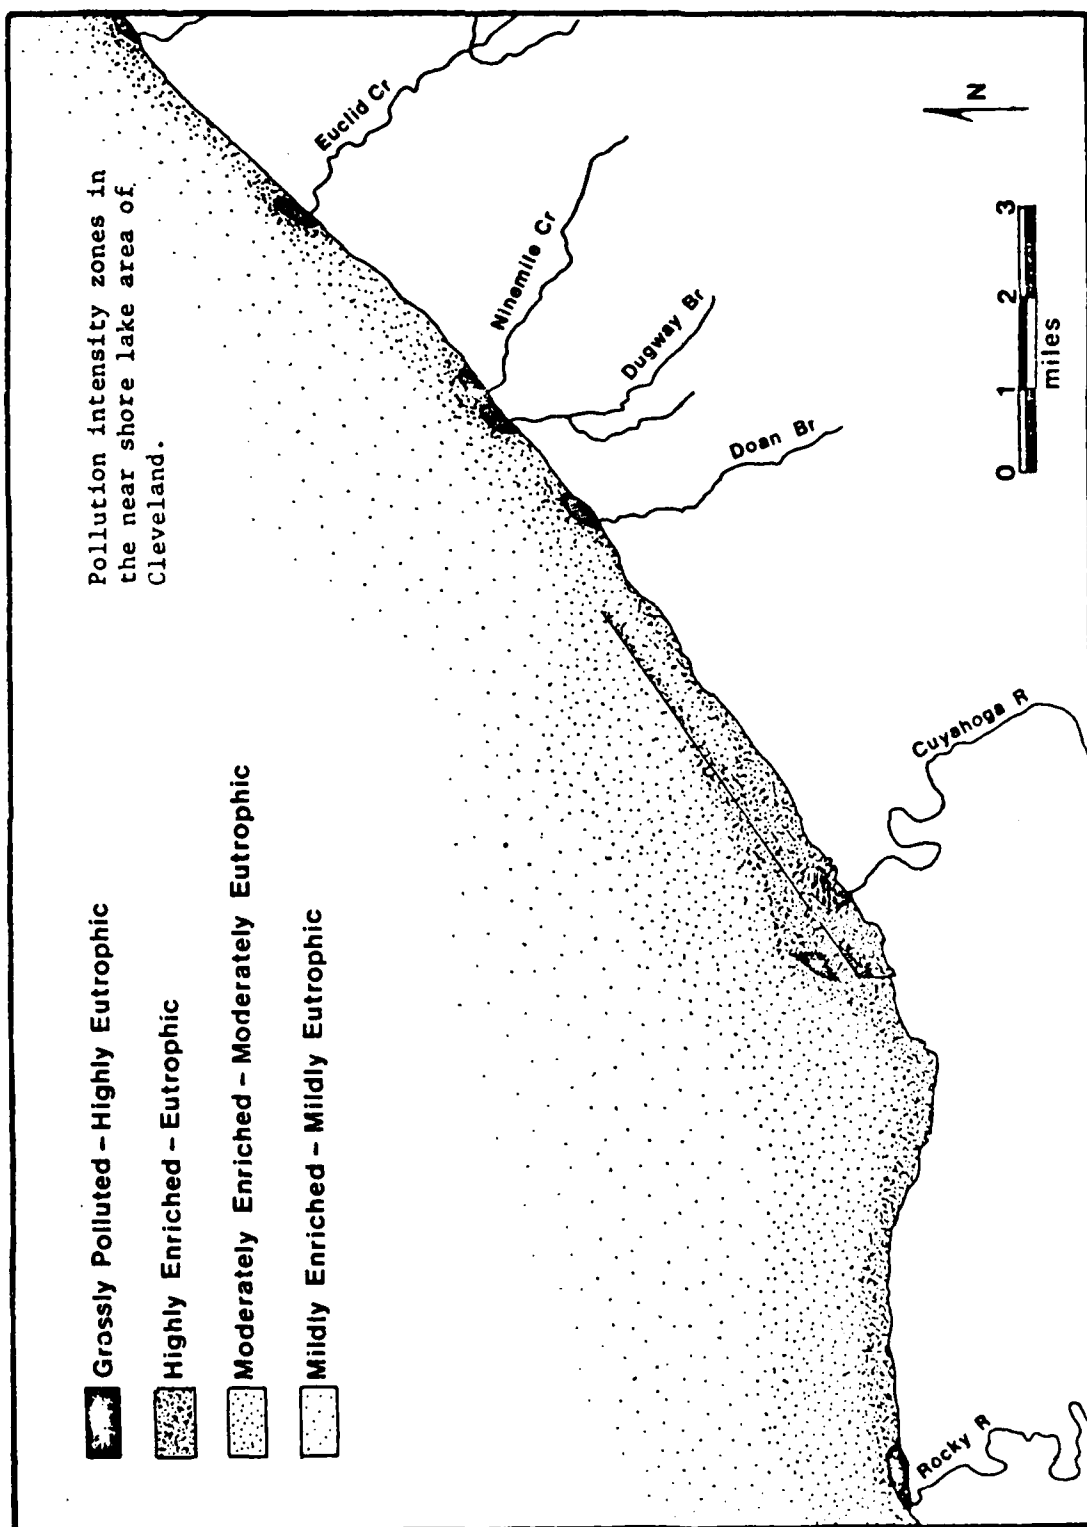 Pollution intensity zones in
the near shore lake area of
Cleveland.
Grossly Polluted – Highly Eutrophic
Highly Enriched – Eutrophic
Moderately Enriched – Moderately Eutrophic
Mildly Enriched – Mildly Eutrophic
Euclid Cr
Ninemile Cr
Dugway Br
Doan Br
Cuyahoga R
Rocky R
N
0 1 2 3
miles